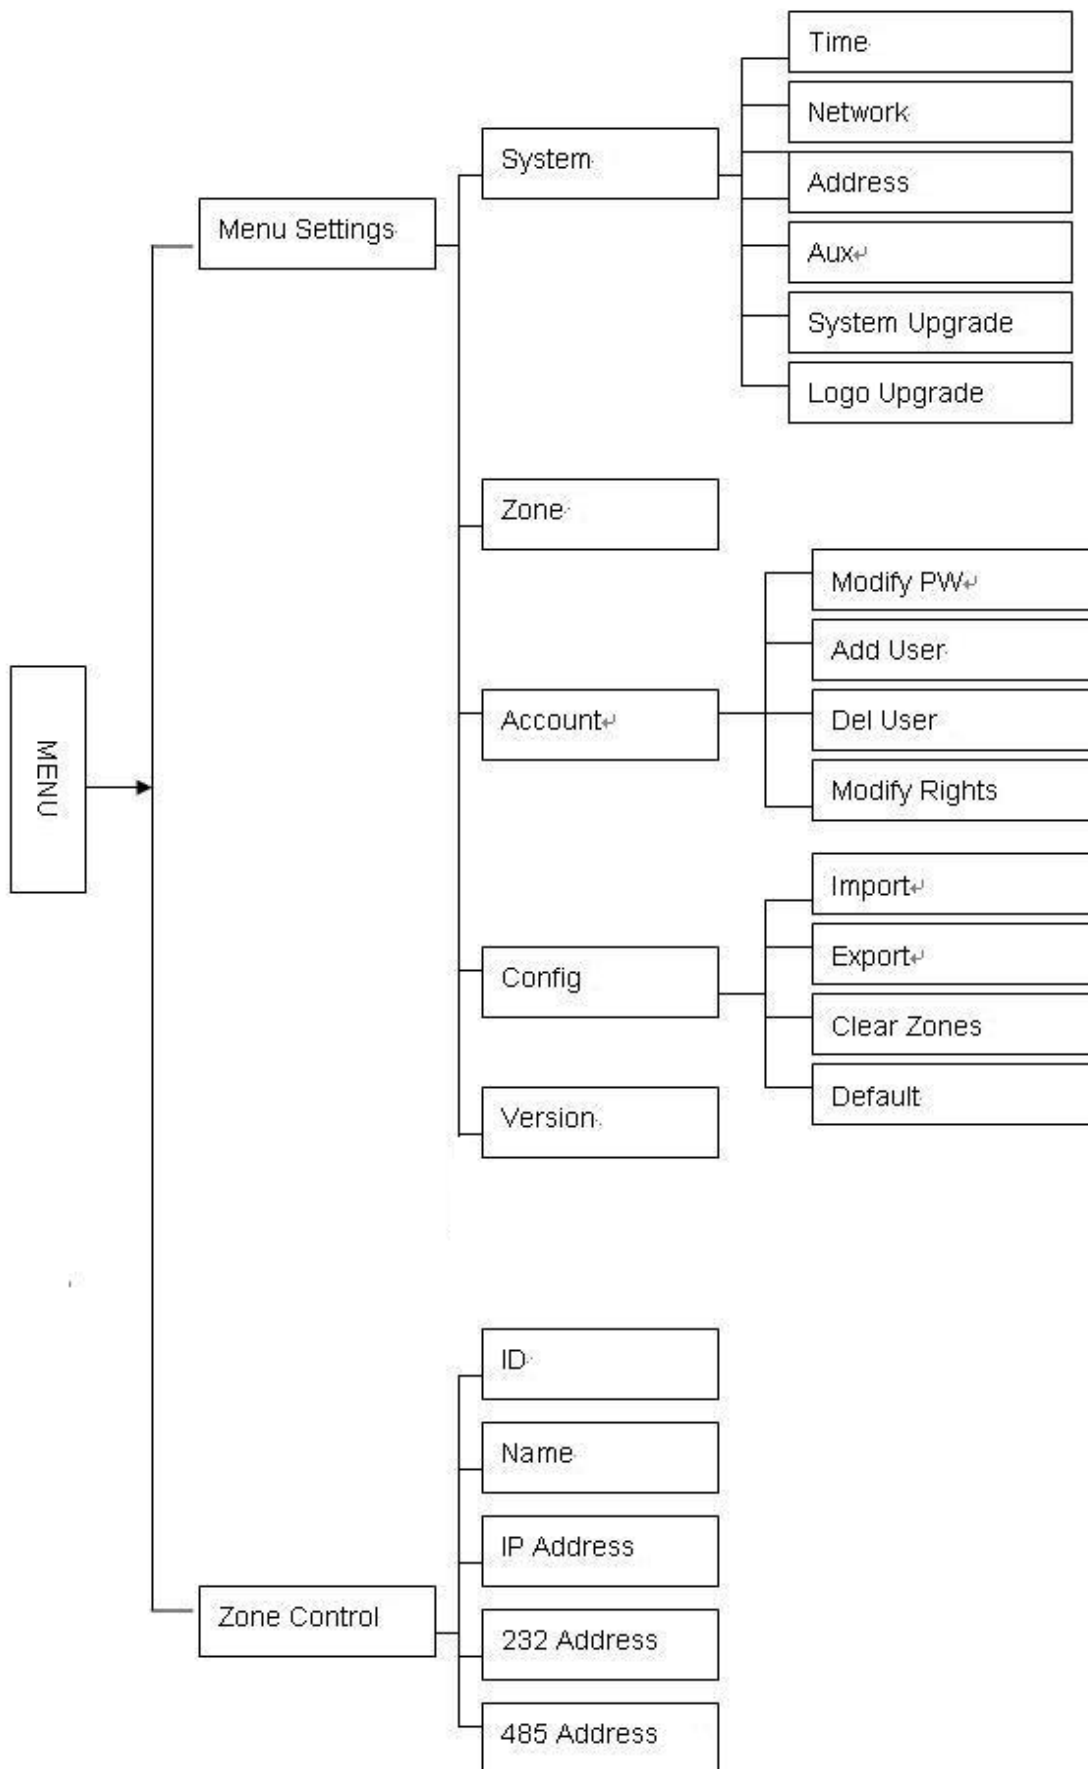 MENU
Menu Settings
System
Time
Network
Address
Aux
System Upgrade
Logo Upgrade
Zone
Account
Modify PW
Add User
Del User
Modify Rights
Config
Import
Export
Clear Zones
Default
Version
Zone Control
ID
Name
IP Address
232 Address
485 Address